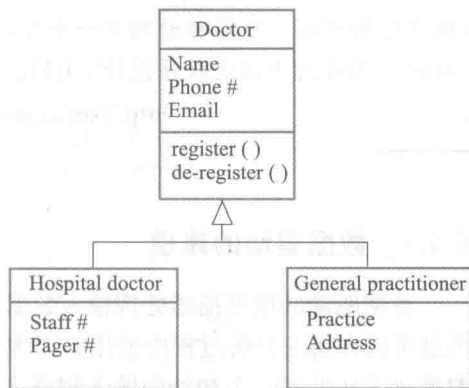 Doctor
Name
Phone #
Email
register ( )
de-register ( )
Hospital doctor
Staff #
Pager #
General practitioner
Practice
Address